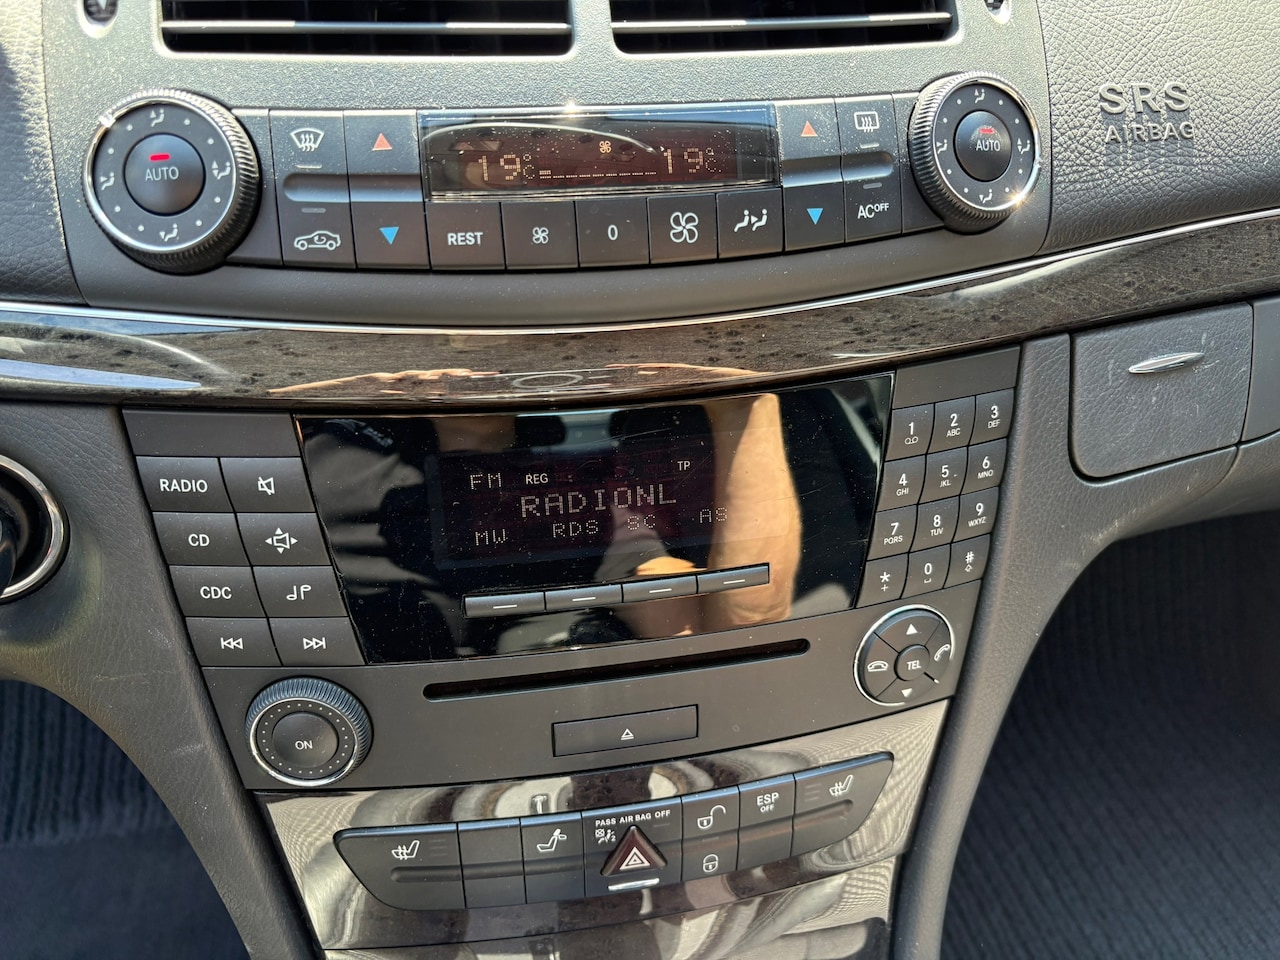 SRS
AIRBAG
AUTO
19°C
19°C
AUTO
REST
0
AC OFF
RADIO
CD
CDC
FM REG TP
RADIONL
MW RDS SC AS
1
2 ABC
3 DEF
4 GHI
5 JKL
6 MNO
7 PQRS
8 TUV
9 WXYZ
*
+
0
#
TEL
ON
PASS AIR BAG OFF
2
ESP
OFF